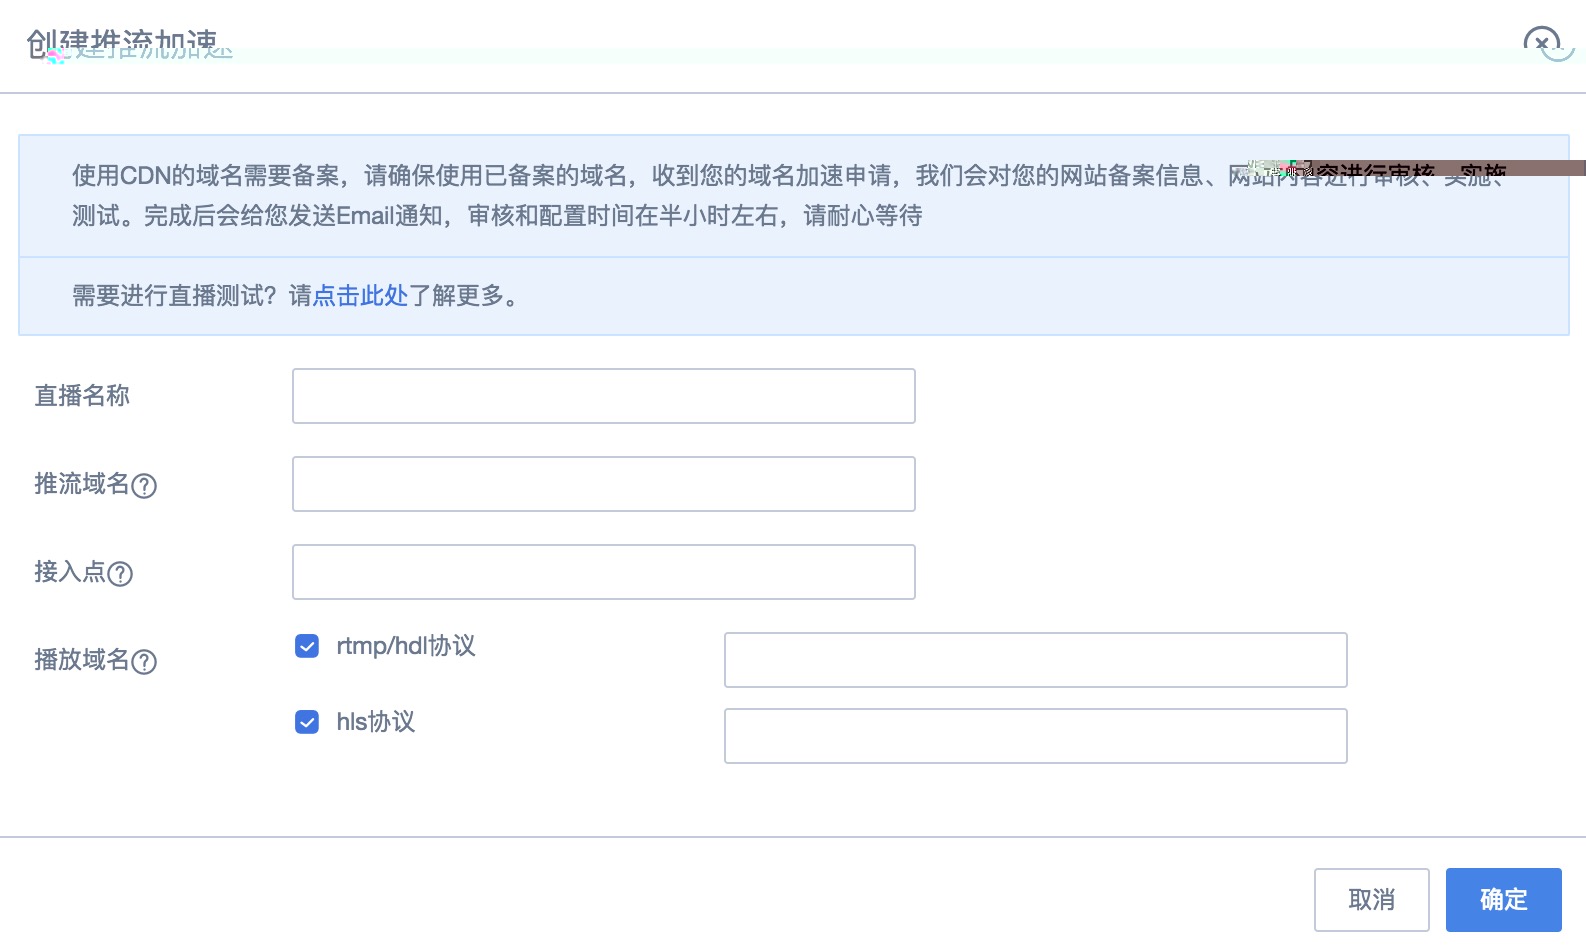 创建推流加速
使用CDN的域名需要备案，请确保使用已备案的域名，收到您的域名加速申请，我们会对您的网站备案信息、网站内容进行审核、实施、
测试。完成后会给您发送Email通知，审核和配置时间在半小时左右，请耐心等待
需要进行直播测试？请点击此处了解更多。
直播名称
推流域名?
接入点?
播放域名?
rtmp/hdl协议
hls协议
取消
确定